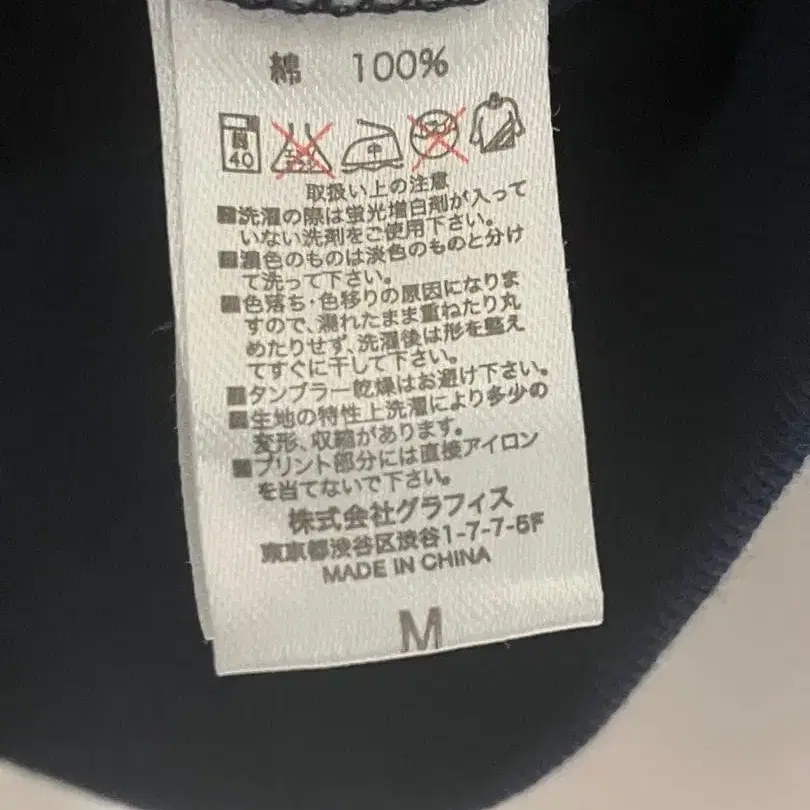 綿 100%
弱
40
エンソ
サラシ
中
取扱い上の注意
■洗濯の際は蛍光増白剤が入って
いない洗剤をご使用下さい。
■濃色のものは淡色のものと分け
て洗って下さい。
■色落ち・色移りの原因になりま
すので、濡れたまま重ねたり丸
めたりせず、洗濯後は形を整え
てすぐに干して下さい。
■タンブラー乾燥はお避け下さい。
■生地の特性上洗濯により多少の
変形、収縮があります。
■プリント部分には直接アイロン
を当てないで下さい。
株式会社グラフィス
東京都渋谷区渋谷1-7-7-5F
MADE IN CHINA
M